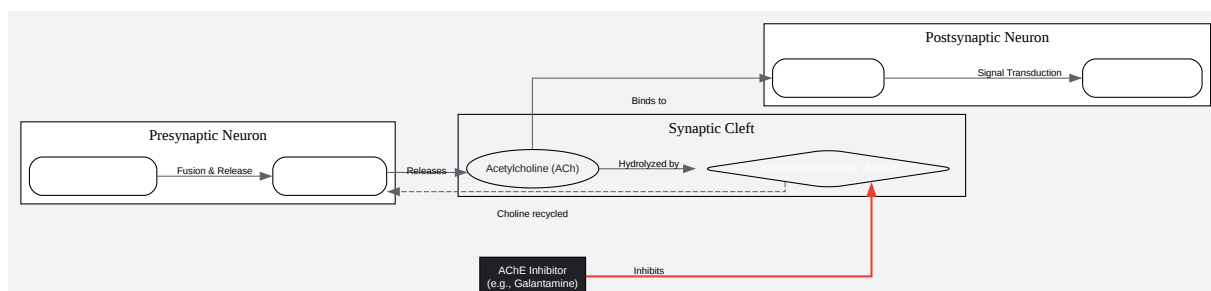 Postsynaptic Neuron
Signal Transduction
Binds to
Presynaptic Neuron
Fusion & Release
Releases
Synaptic Cleft
Acetylcholine (ACh)
Hydrolyzed by
Choline recycled
AChE Inhibitor
(e.g., Galantamine)
Inhibits